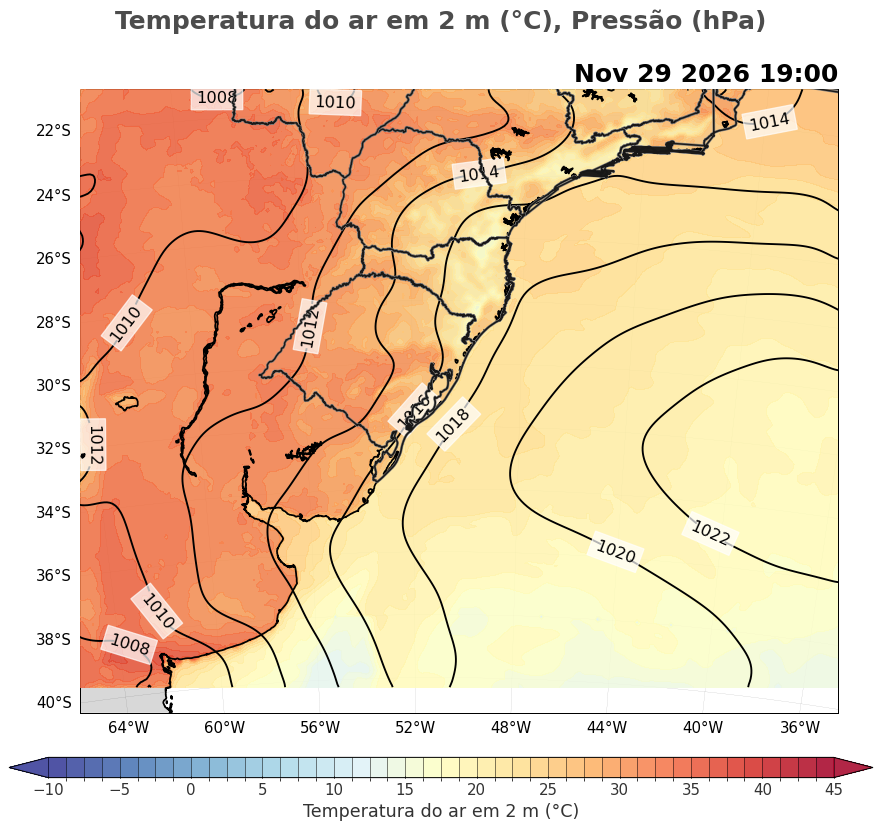 Temperatura do ar em 2 m (°C), Pressão (hPa)
Nov 29 2026 19:00
1008
1010
1014
1014
1010
1012
1012
1016
1018
1020
1022
1010
1008
22°S
24°S
26°S
28°S
30°S
32°S
34°S
36°S
38°S
40°S
64°W 60°W 56°W 52°W 48°W 44°W 40°W 36°W
−10 −5 0 5 10 15 20 25 30 35 40 45
Temperatura do ar em 2 m (°C)